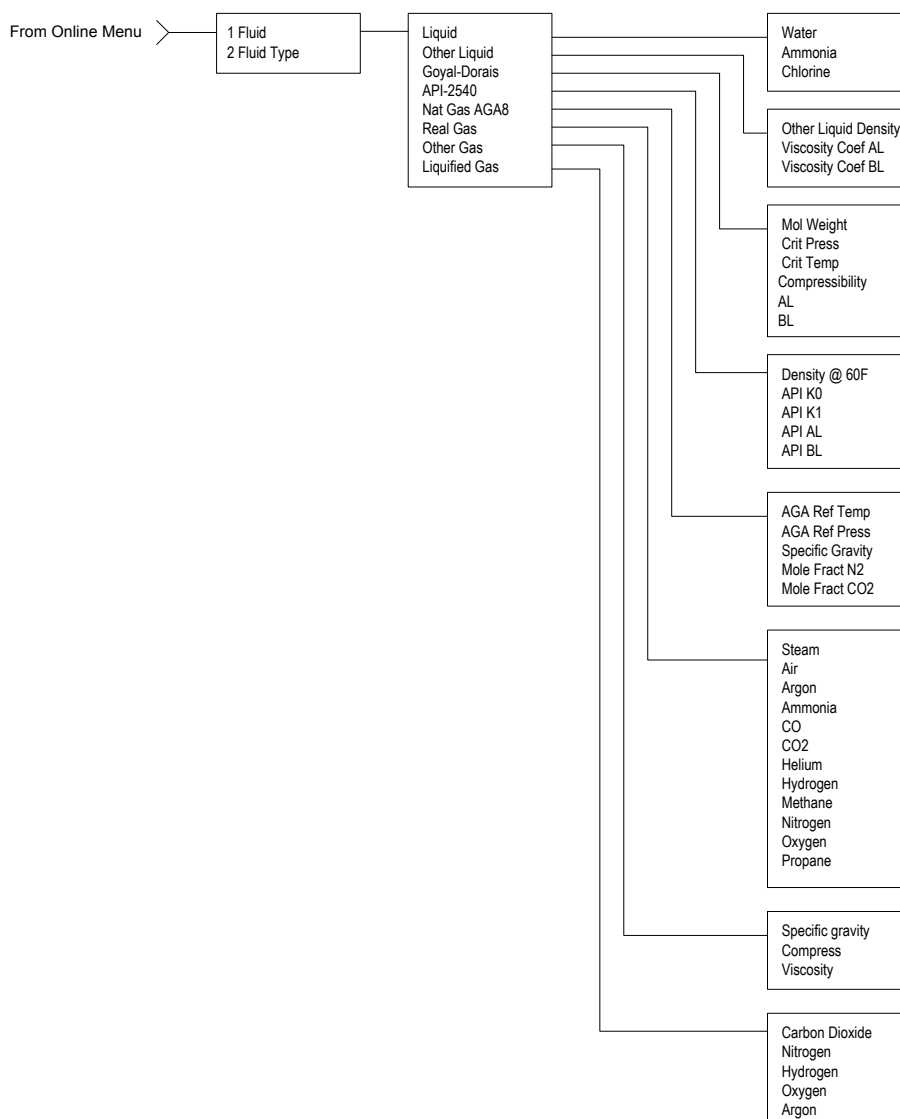 From Online Menu
1 Fluid
2 Fluid Type
Liquid
Other Liquid
Goyal-Dorais
API-2540
Nat Gas AGA8
Real Gas
Other Gas
Liquified Gas
Water
Ammonia
Chlorine
Other Liquid Density
Viscosity Coef AL
Viscosity Coef BL
Mol Weight
Crit Press
Crit Temp
Compressibility
AL
BL
Density @ 60F
API K0
API K1
API AL
API BL
AGA Ref Temp
AGA Ref Press
Specific Gravity
Mole Fract N2
Mole Fract CO2
Steam
Air
Argon
Ammonia
CO
CO2
Helium
Hydrogen
Methane
Nitrogen
Oxygen
Propane
Specific gravity
Compress
Viscosity
Carbon Dioxide
Nitrogen
Hydrogen
Oxygen
Argon